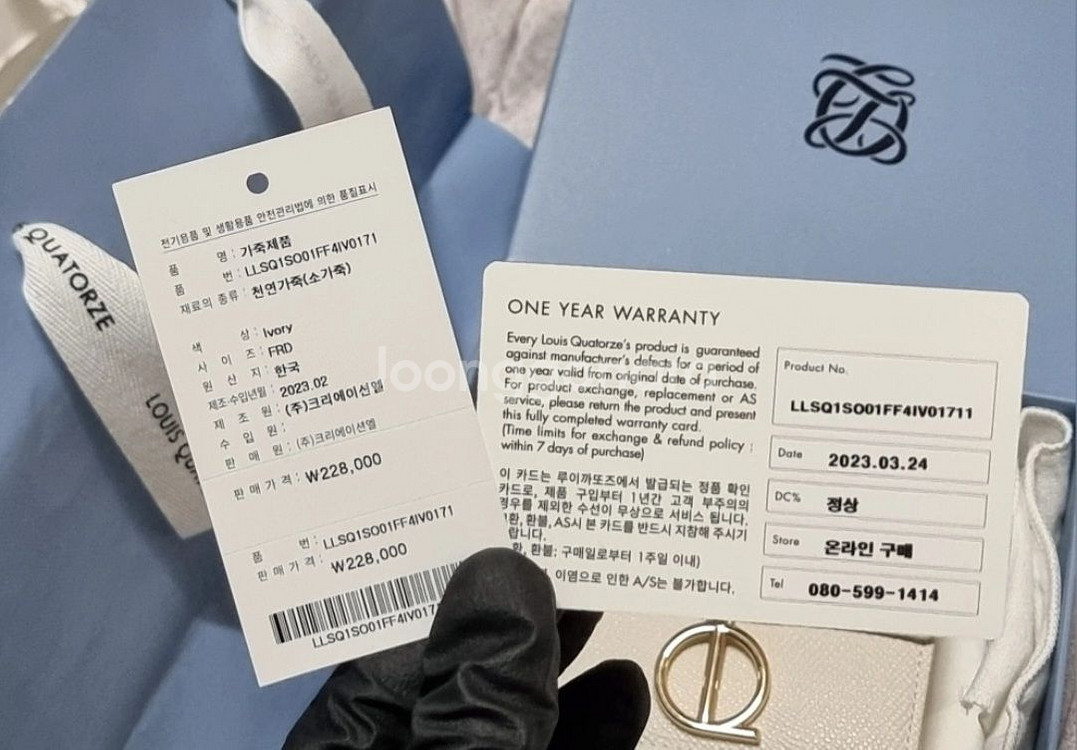 QUATORZE
LOUIS QUA
전기용품 및 생활용품 안전관리법에 의한 품질표시
품 명 : 가죽제품
품 번 : LLSQ1SO01FF4IV0171
재료의 종류 : 천연가죽(소가죽)
색 상 : Ivory
사 이 즈 : FRD
원 산 지 : 한국
제조·수입년월 : 2023.02
제 조 원 : (주)크리에이션엘
수 입 원 :
판 매 원 : (주)크리에이션엘
판 매 가 격 : ₩228,000
품 번 : LLSQ1SO01FF4IV0171
판 매 가 격 : ₩228,000
LLSQ1SO01FF4IV017
loong
ONE YEAR WARRANTY
Every Louis Quatorze's product is guaranteed
against manufacturer's defects for a period of
one year valid from original date of purchase.
For product exchange, replacement or AS
service, please return the product and present
this fully completed warranty card.
(Time limits for exchange & refund policy :
within 7 days of purchase)
이 카드는 루이까또즈에서 발급되는 정품 확인
카드로, 제품 구입부터 1년간 고객 부주의의
경우를 제외한 수선이 무상으로 서비스 됩니다.
환, 환불, AS시 본 카드를 반드시 지참해 주시기
랍니다.
환, 환불: 구매일로부터 1주일 이내)
이염으로 인한 A/S는 불가합니다.
Product No.
LLSQ1SO01FF4IV01711
Date 2023.03.24
DC% 정상
Store 온라인 구매
Tel 080-599-1414